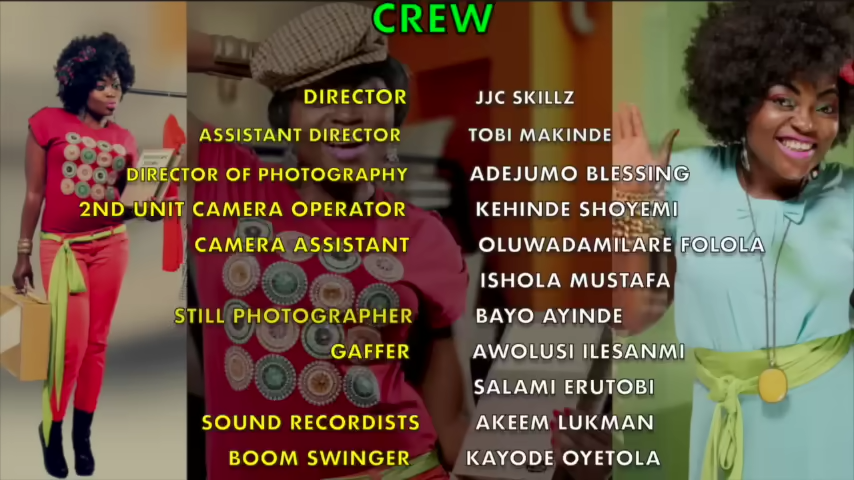 CREW
DIRECTOR JJC SKILLZ
ASSISTANT DIRECTOR TOBI MAKINDE
DIRECTOR OF PHOTOGRAPHY ADEJUMO BLESSING
2ND UNIT CAMERA OPERATOR KEHINDE SHOYEMI
CAMERA ASSISTANT OLUWADAMILARE FOLOLA
ISHOLA MUSTAFA
STILL PHOTOGRAPHER BAYO AYINDE
GAFFER AWOLUSI ILESANMI
SALAMI ERUTOBI
SOUND RECORDISTS AKEEM LUKMAN
BOOM SWINGER KAYODE OYETOLA